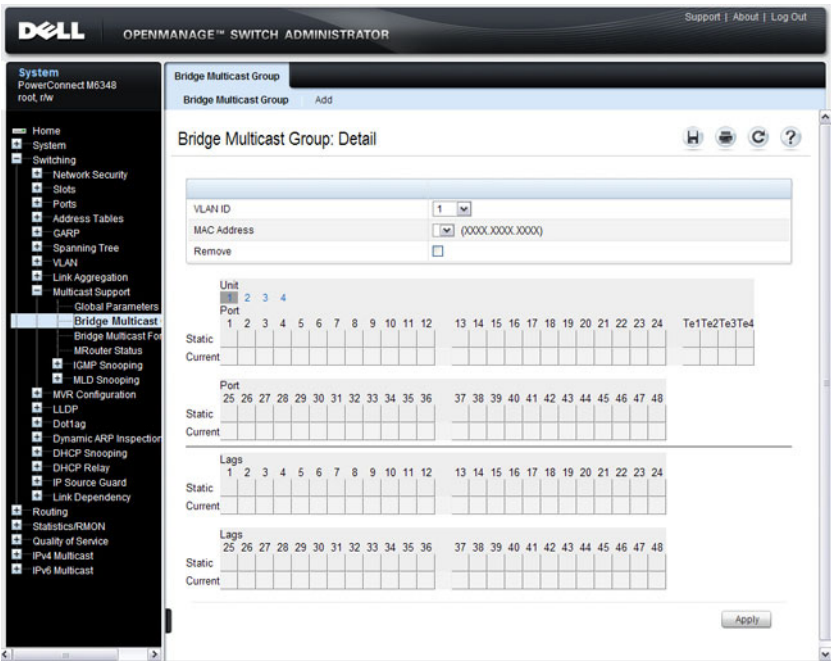 Support | About | Log Out
DELL
OPENMANAGE™ SWITCH ADMINISTRATOR
System
PowerConnect M6348
root, r/w
Home
System
Switching
Network Security
Slots
Ports
Address Tables
GARP
Spanning Tree
VLAN
Link Aggregation
Multicast Support
Global Parameters
Bridge Multicast
Bridge Multicast For
MRouter Status
IGMP Snooping
MLD Snooping
MVR Configuration
LLDP
Dot1ag
Dynamic ARP Inspection
DHCP Snooping
DHCP Relay
IP Source Guard
Link Dependency
Routing
Statistics/RMON
Quality of Service
IPv4 Multicast
IPv6 Multicast
Bridge Multicast Group
Bridge Multicast Group Add
Bridge Multicast Group: Detail
VLAN ID 1
MAC Address (XXXX.XXXX.XXXX)
Remove
Unit
1 2 3 4
Port
1 2 3 4 5 6 7 8 9 10 11 12 13 14 15 16 17 18 19 20 21 22 23 24 Te1Te2Te3Te4
Static
Current
Port
25 26 27 28 29 30 31 32 33 34 35 36 37 38 39 40 41 42 43 44 45 46 47 48
Static
Current
Lags
1 2 3 4 5 6 7 8 9 10 11 12 13 14 15 16 17 18 19 20 21 22 23 24
Static
Current
Lags
25 26 27 28 29 30 31 32 33 34 35 36 37 38 39 40 41 42 43 44 45 46 47 48
Static
Current
Apply